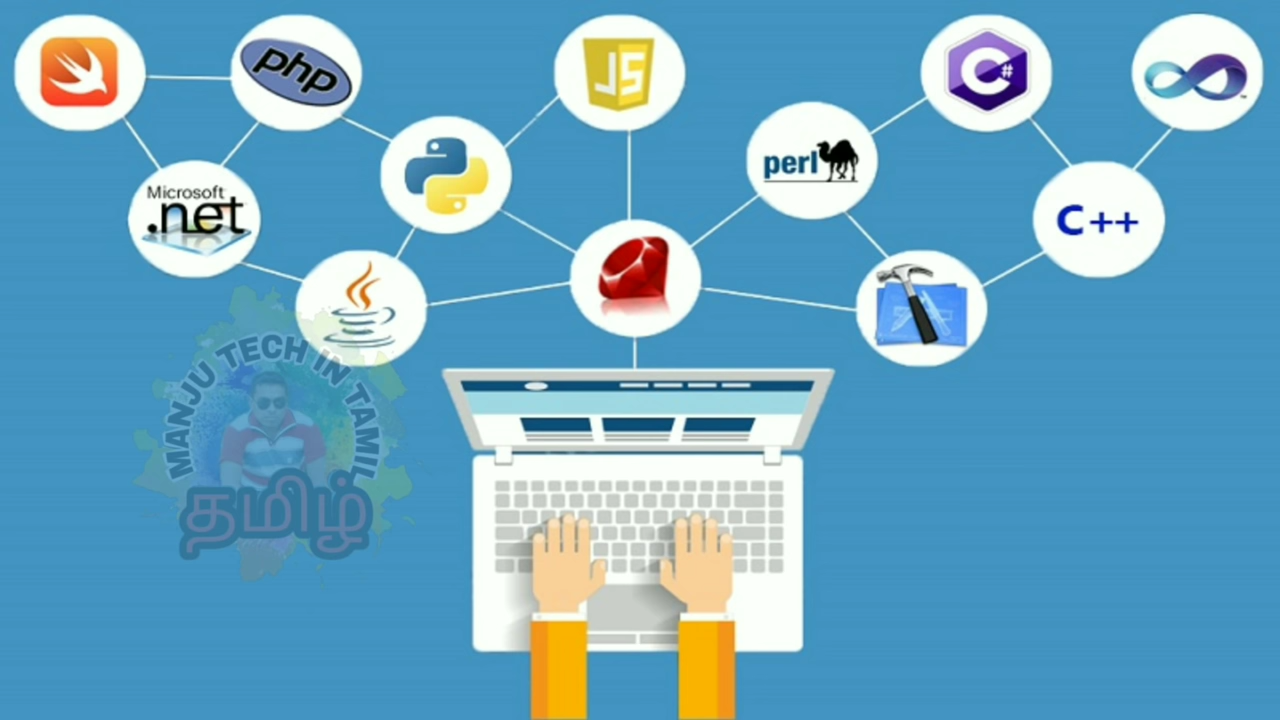 php
JS
C#
Microsoft
.net
perl
C++
MANJU TECH IN TAMIL
தமிழ்